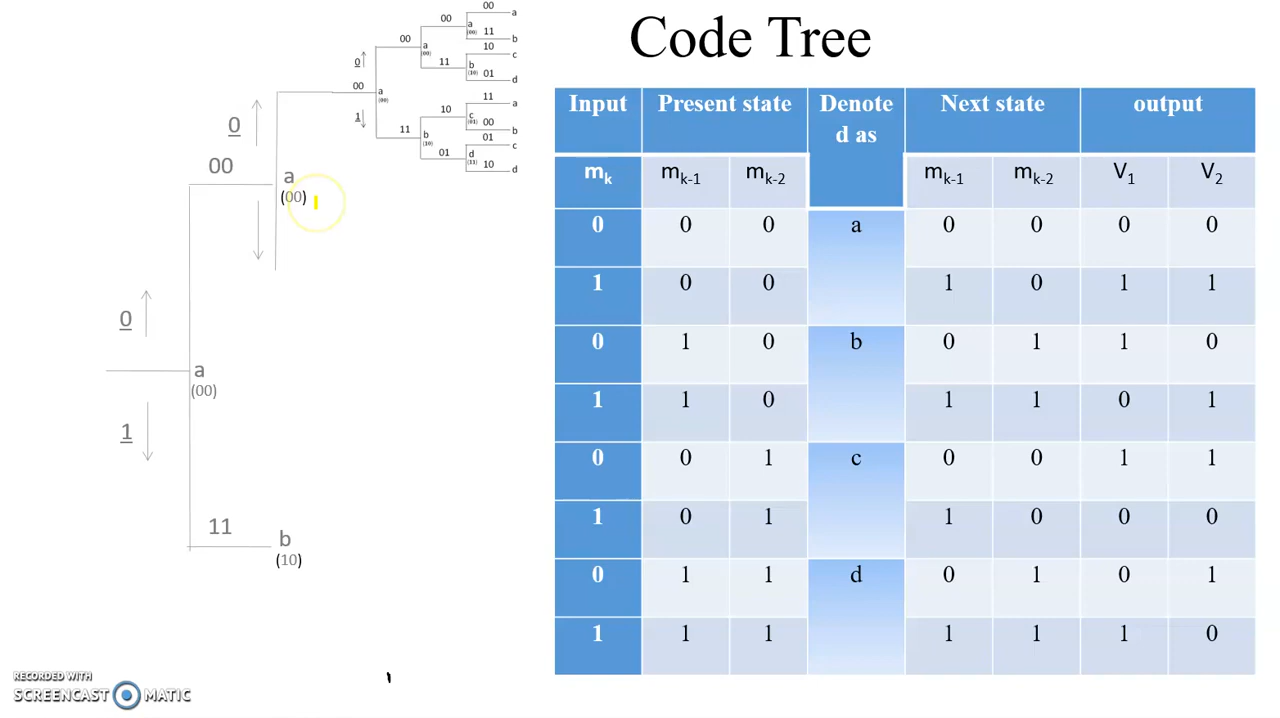 Code Tree
00
a
00
a
(00)
11
b
00
a
(00)
10
c
11
b
(10)
01
d
0
00
a
(00)
1
11
a
10
c
(01)
00
b
11
b
(10)
01
c
01
d
(11)
10
d
0
00
a
(00)
0
a
(00)
1
11
b
(10)
Input Present state Denote d as Next state output
mk mk-1 mk-2 mk-1 mk-2 V1 V2
0 0 0 a 0 0 0 0
1 0 0 1 0 1 1
0 1 0 b 0 1 1 0
1 1 0 1 1 0 1
0 0 1 c 0 0 1 1
1 0 1 1 0 0 0
0 1 1 d 0 1 0 1
1 1 1 1 1 1 0
RECORDED WITH
SCREENCAST MATIC